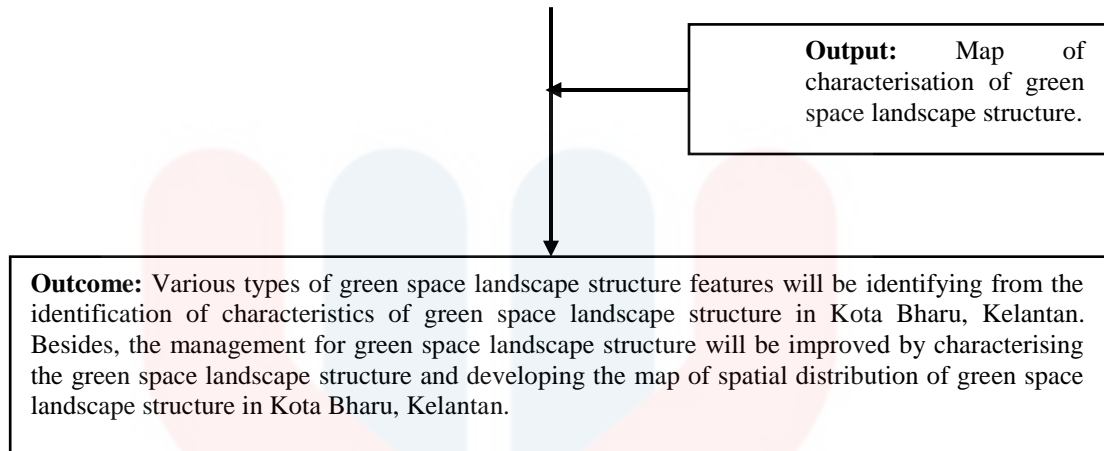 Output: Map of
characterisation of green
space landscape structure.
Outcome: Various types of green space landscape structure features will be identifying from the
identification of characteristics of green space landscape structure in Kota Bharu, Kelantan.
Besides, the management for green space landscape structure will be improved by characterising
the green space landscape structure and developing the map of spatial distribution of green space
landscape structure in Kota Bharu, Kelantan.